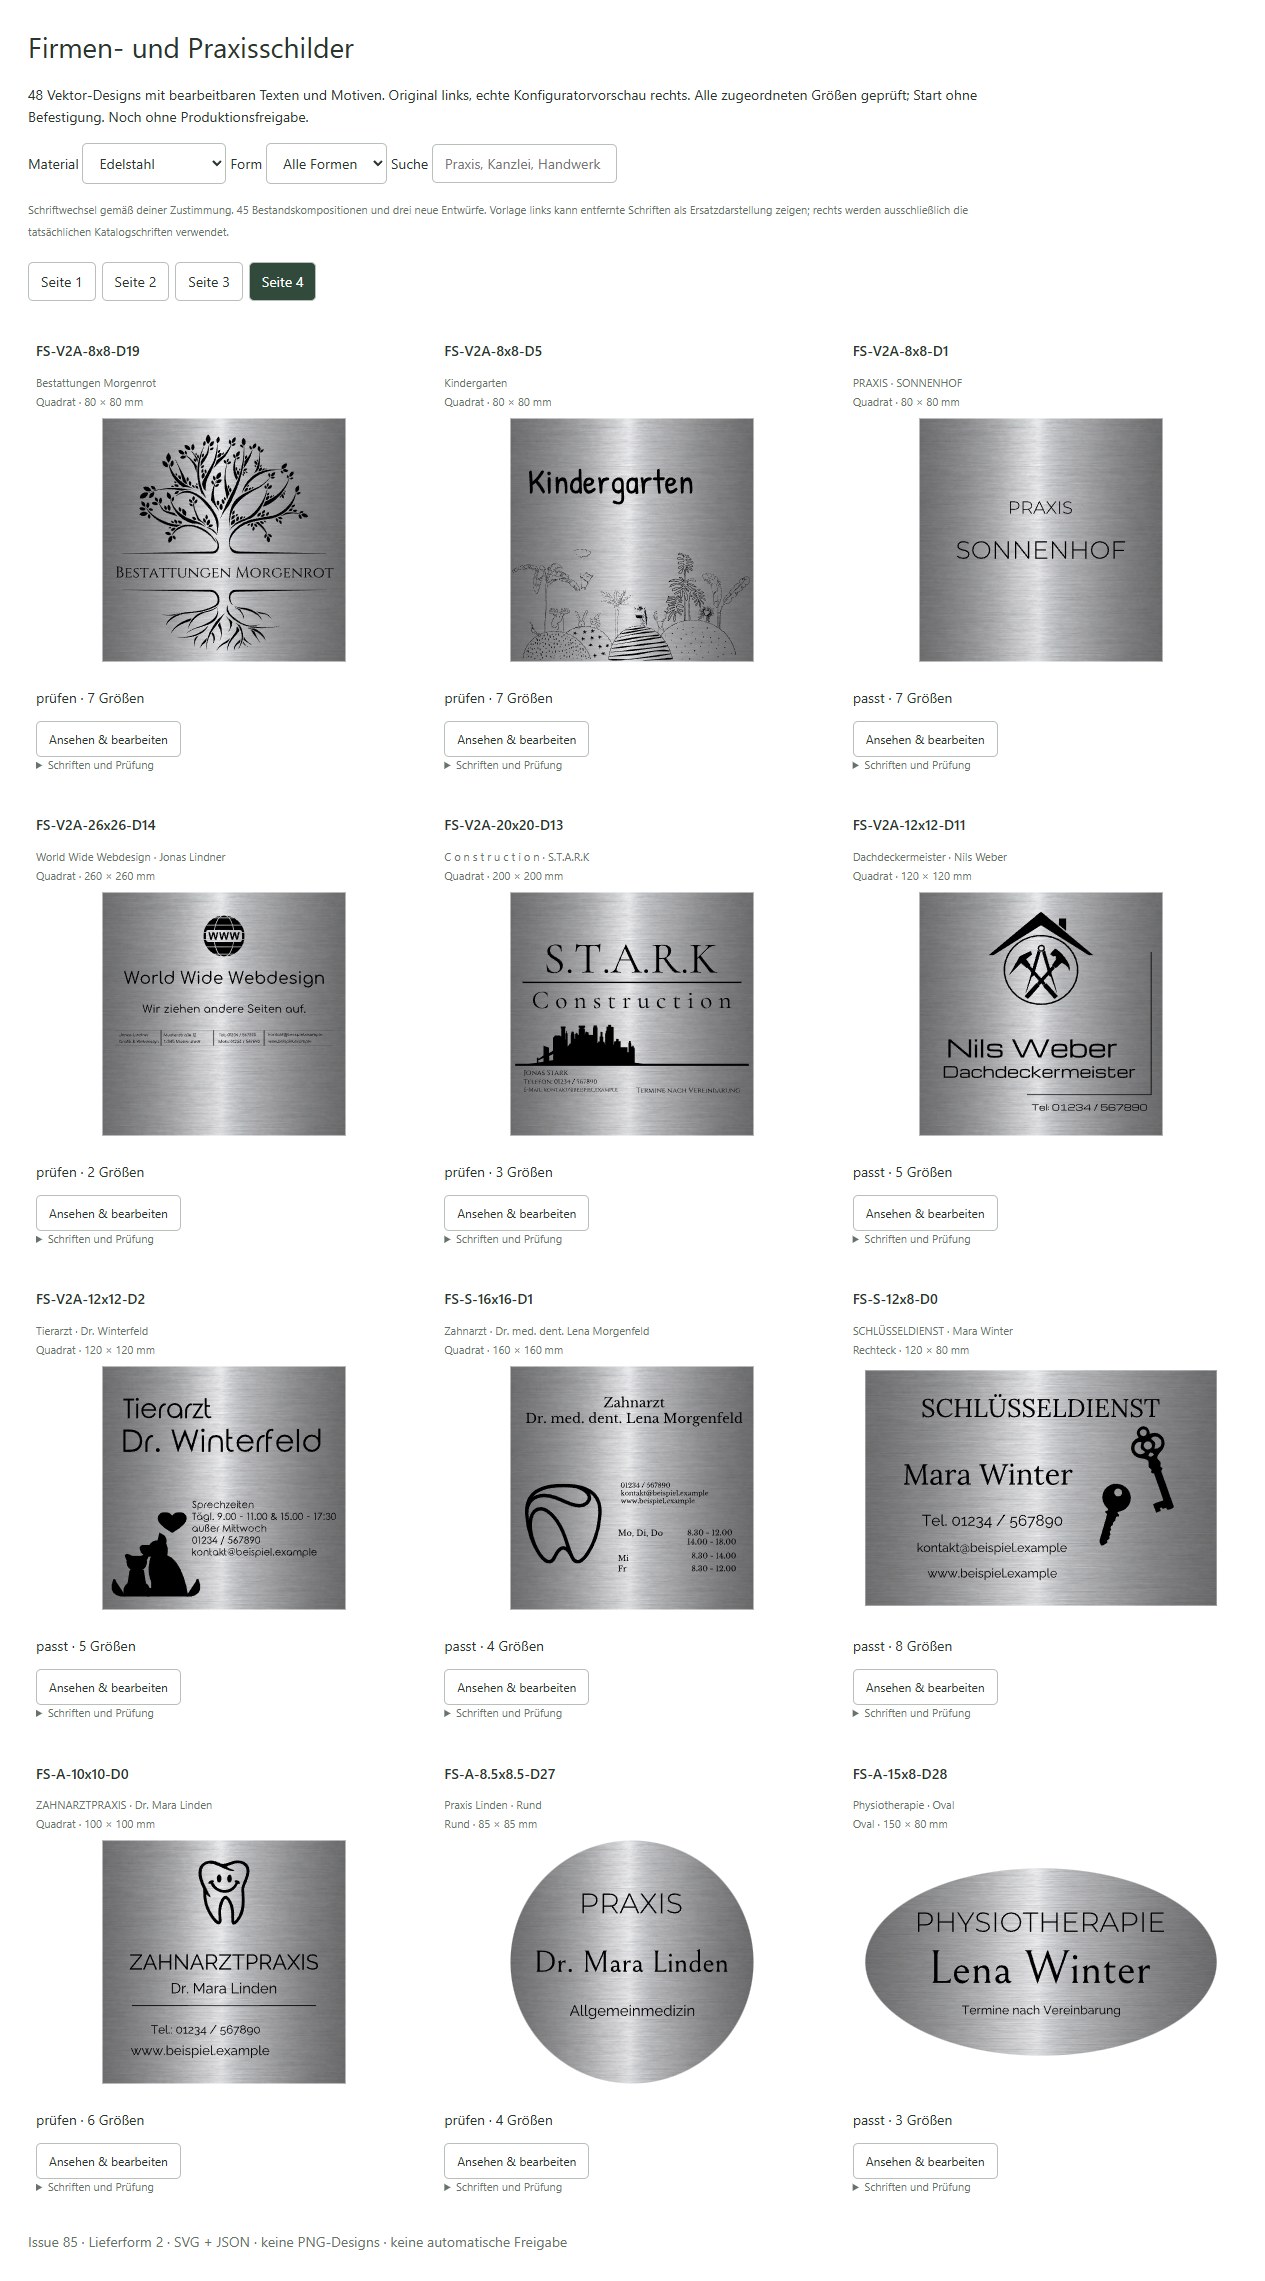 Firmen- und Praxisschilder
48 Vektor-Designs mit bearbeitbaren Texten und Motiven. Original links, echte Konfiguratorvorschau rechts. Alle zugeordneten Größen geprüft; Start ohne
Befestigung. Noch ohne Produktionsfreigabe.
Material Edelstahl Form Alle Formen Suche Praxis, Kanzlei, Handwerk
Schriftwechsel gemäß deiner Zustimmung. 45 Bestandskompositionen und drei neue Entwürfe. Vorlage links kann entfernte Schriften als Ersatzdarstellung zeigen; rechts werden ausschließlich die
tatsächlichen Katalogschriften verwendet.
Seite 1 Seite 2 Seite 3 Seite 4
FS-V2A-8x8-D19
Bestattungen Morgenrot
Quadrat · 80 × 80 mm
BESTATTUNGEN MORGENROT
prüfen · 7 Größen
Ansehen & bearbeiten
▶ Schriften und Prüfung
FS-V2A-8x8-D5
Kindergarten
Quadrat · 80 × 80 mm
Kindergarten
prüfen · 7 Größen
Ansehen & bearbeiten
▶ Schriften und Prüfung
FS-V2A-8x8-D1
PRAXIS · SONNENHOF
Quadrat · 80 × 80 mm
PRAXIS
SONNENHOF
passt · 7 Größen
Ansehen & bearbeiten
▶ Schriften und Prüfung
FS-V2A-26x26-D14
World Wide Webdesign · Jonas Lindner
Quadrat · 260 × 260 mm
WWW
World Wide Webdesign
Wir ziehen andere Seiten auf.
prüfen · 2 Größen
Ansehen & bearbeiten
▶ Schriften und Prüfung
FS-V2A-20x20-D13
C o n s t r u c t i o n · S.T.A.R.K
Quadrat · 200 × 200 mm
S.T.A.R.K
Construction
JONAS STARK
TELEFON: 01234 / 567890
TERMINE NACH VEREINBARUNG
prüfen · 3 Größen
Ansehen & bearbeiten
▶ Schriften und Prüfung
FS-V2A-12x12-D11
Dachdeckermeister · Nils Weber
Quadrat · 120 × 120 mm
Nils Weber
Dachdeckermeister
Tel: 01234 / 567890
passt · 5 Größen
Ansehen & bearbeiten
▶ Schriften und Prüfung
FS-V2A-12x12-D2
Tierarzt · Dr. Winterfeld
Quadrat · 120 × 120 mm
Tierarzt
Dr. Winterfeld
Sprechzeiten
Tägl. 9.00 - 11.00 & 15.00 - 17:30
außer Mittwoch
01234 / 567890
kontakt@beispiel.example
passt · 5 Größen
Ansehen & bearbeiten
▶ Schriften und Prüfung
FS-S-16x16-D1
Zahnarzt · Dr. med. dent. Lena Morgenfeld
Quadrat · 160 × 160 mm
Zahnarzt
Dr. med. dent. Lena Morgenfeld
01234 / 567890
kontakt@beispiel.example
www.beispiel.example
Mo, Di, Do 8.30 - 12.00
14.00 - 18.00
Mi 8.30 - 14.00
Fr 8.30 - 12.00
passt · 4 Größen
Ansehen & bearbeiten
▶ Schriften und Prüfung
FS-S-12x8-D0
SCHLÜSSELDIENST · Mara Winter
Rechteck · 120 × 80 mm
SCHLÜSSELDIENST
Mara Winter
Tel. 01234 / 567890
kontakt@beispiel.example
www.beispiel.example
passt · 8 Größen
Ansehen & bearbeiten
▶ Schriften und Prüfung
FS-A-10x10-D0
ZAHNARZTPRAXIS · Dr. Mara Linden
Quadrat · 100 × 100 mm
ZAHNARZTPRAXIS
Dr. Mara Linden
Tel.: 01234 / 567890
www.beispiel.example
prüfen · 6 Größen
Ansehen & bearbeiten
▶ Schriften und Prüfung
FS-A-8.5x8.5-D27
Praxis Linden · Rund
Rund · 85 × 85 mm
PRAXIS
Dr. Mara Linden
Allgemeinmedizin
prüfen · 4 Größen
Ansehen & bearbeiten
▶ Schriften und Prüfung
FS-A-15x8-D28
Physiotherapie · Oval
Oval · 150 × 80 mm
PHYSIOTHERAPIE
Lena Winter
Termine nach Vereinbarung
passt · 3 Größen
Ansehen & bearbeiten
▶ Schriften und Prüfung
Issue 85 · Lieferform 2 · SVG + JSON · keine PNG-Designs · keine automatische Freigabe